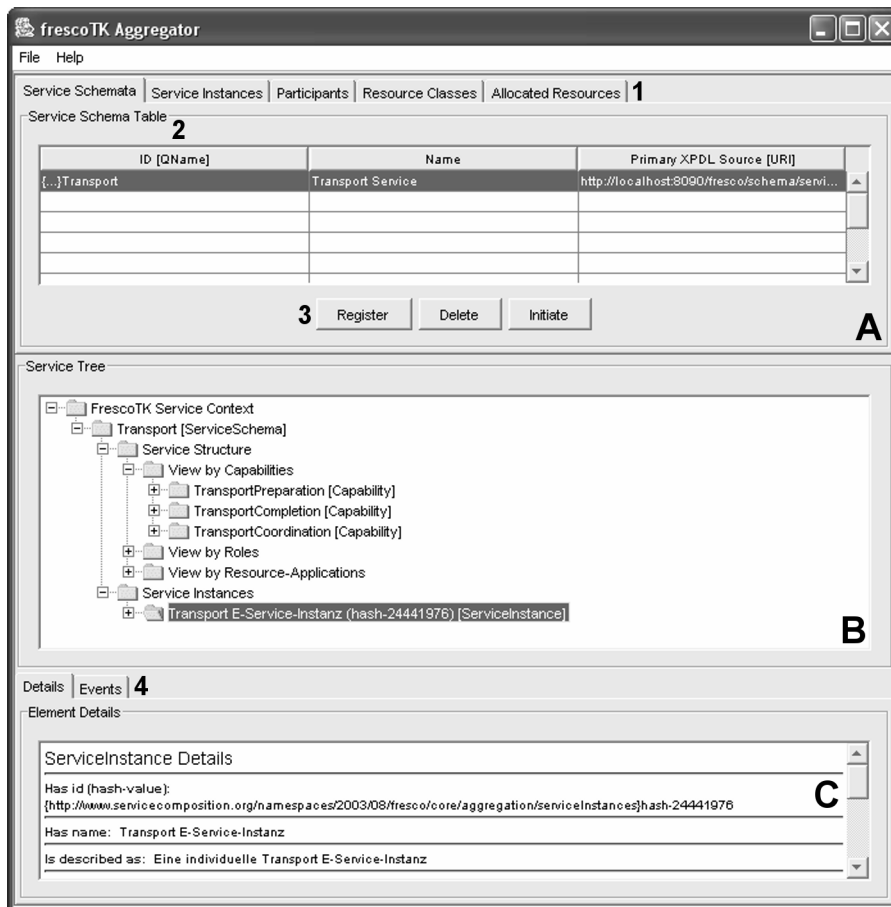 frescoTK Aggregator
File Help
Service Schemata Service Instances Participants Resource Classes Allocated Resources 1
Service Schema Table 2
ID [QName] Name Primary XPDL Source [URI]
{...}Transport Transport Service http://localhost:8090/fresco/schema/servi...
3 Register Delete Initiate
A
Service Tree
FrescoTK Service Context
Transport [ServiceSchema]
Service Structure
View by Capabilities
TransportPreparation [Capability]
TransportCompletion [Capability]
TransportCoordination [Capability]
View by Roles
View by Resource-Applications
Service Instances
Transport E-Service-Instanz (hash-24441976) [ServiceInstance]
B
Details Events 4
Element Details
ServiceInstance Details
Has id (hash-value):
{http://www.servicecomposition.org/namespaces/2003/08/fresco/core/aggregation/serviceInstances}hash-24441976
C
Has name: Transport E-Service-Instanz
Is described as: Eine individuelle Transport E-Service-Instanz